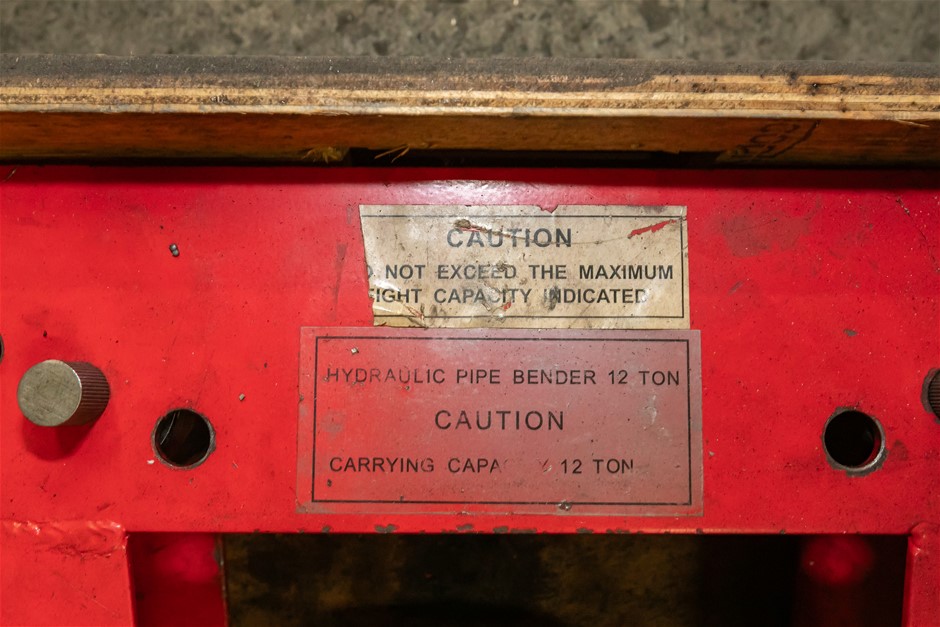 CAUTION
NOT EXCEED THE MAXIMUM
CAPACITY INDICATED
HYDRAULIC PIPE BENDER 12 TON
CAUTION
CARRYING 12 TON